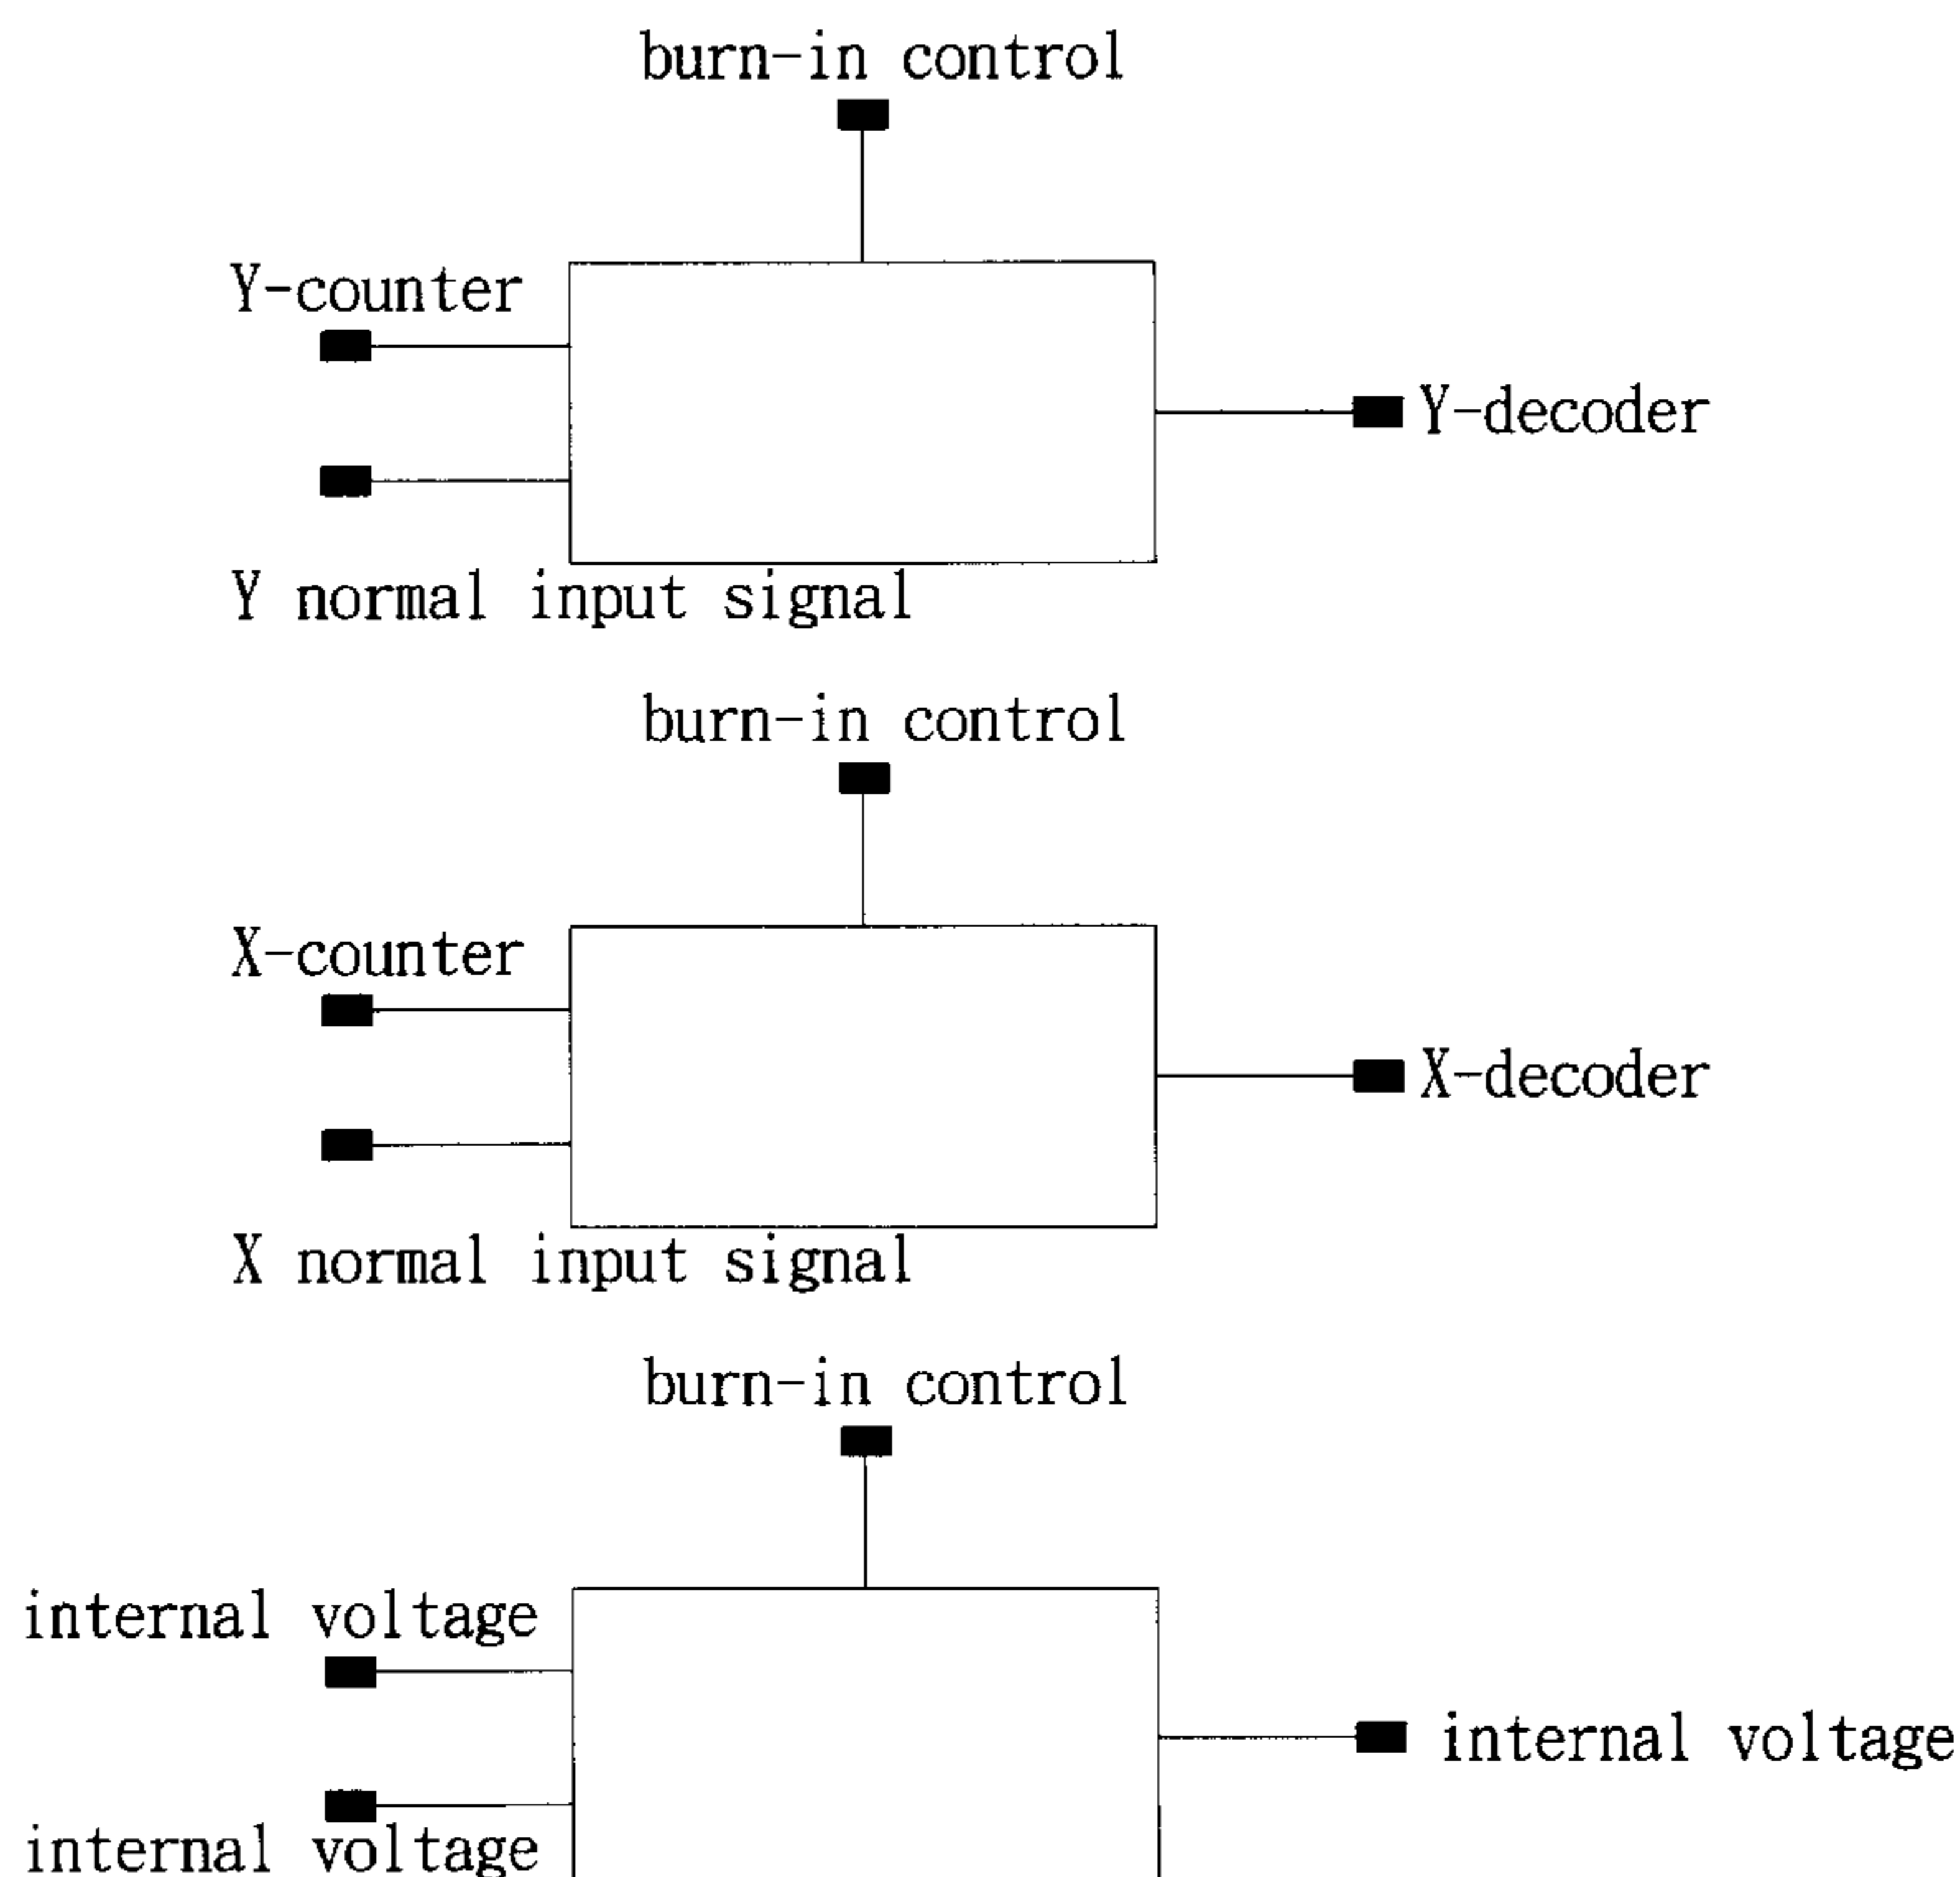 burn-in control
Y-counter
Y-decoder
Y normal input signal
burn-in control
X-counter
X-decoder
X normal input signal
burn-in control
internal voltage
internal voltage
internal voltage